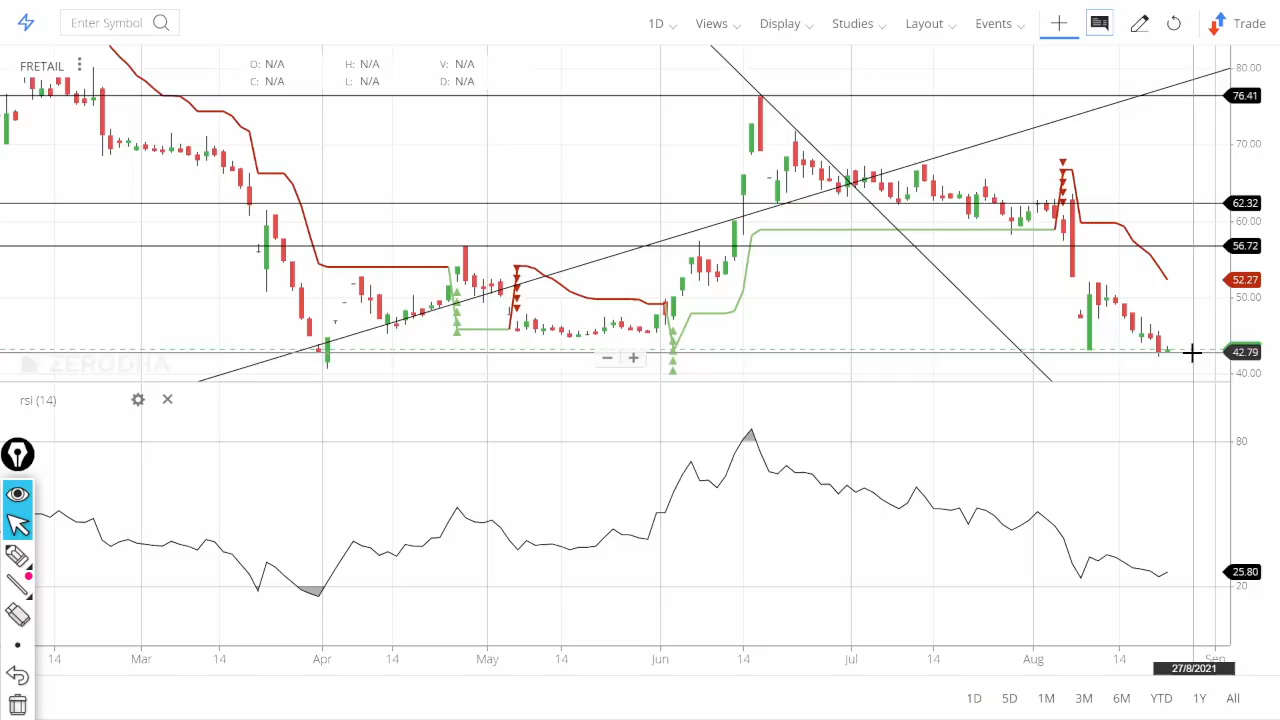 Enter Symbol
1D Views Display Studies Layout Events Trade
FRETAIL
O: N/A H: N/A V: N/A
C: N/A L: N/A D: N/A
80.00
76.41
70.00
62.32
60.00
56.72
52.27
50.00
42.79
40.00
ZERODHA
rsi (14)
80
25.80
20
14 Mar 14 Apr 14 May 14 Jun 14 Jul 14 Aug 14 Sep
27/8/2021
1D 5D 1M 3M 6M YTD 1Y All